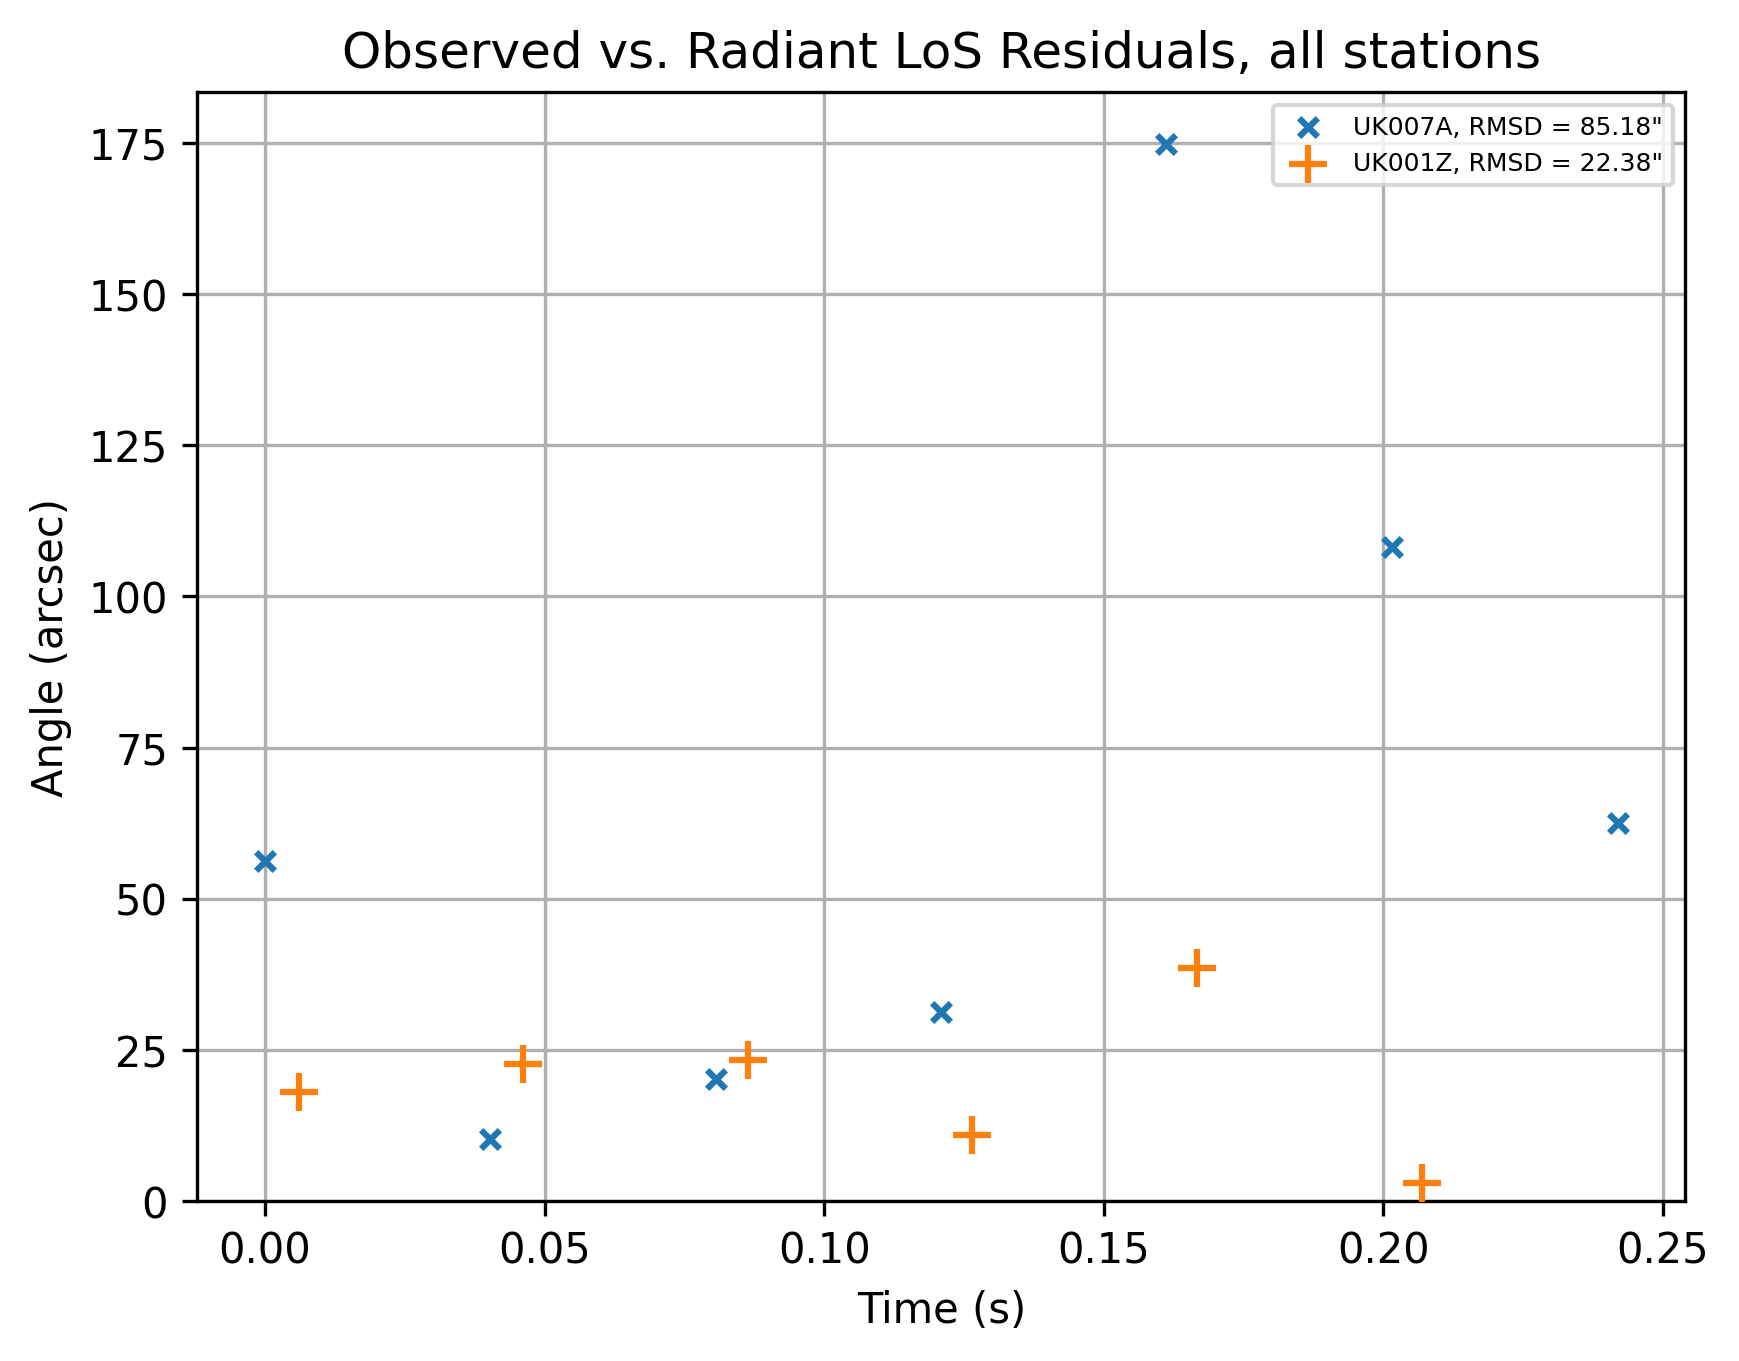 Observed vs. Radiant LoS Residuals, all stations
UK007A, RMSD = 85.18"
UK001Z, RMSD = 22.38"
175
150
125
100
75
50
25
0
Angle (arcsec)
0.00 0.05 0.10 0.15 0.20 0.25
Time (s)